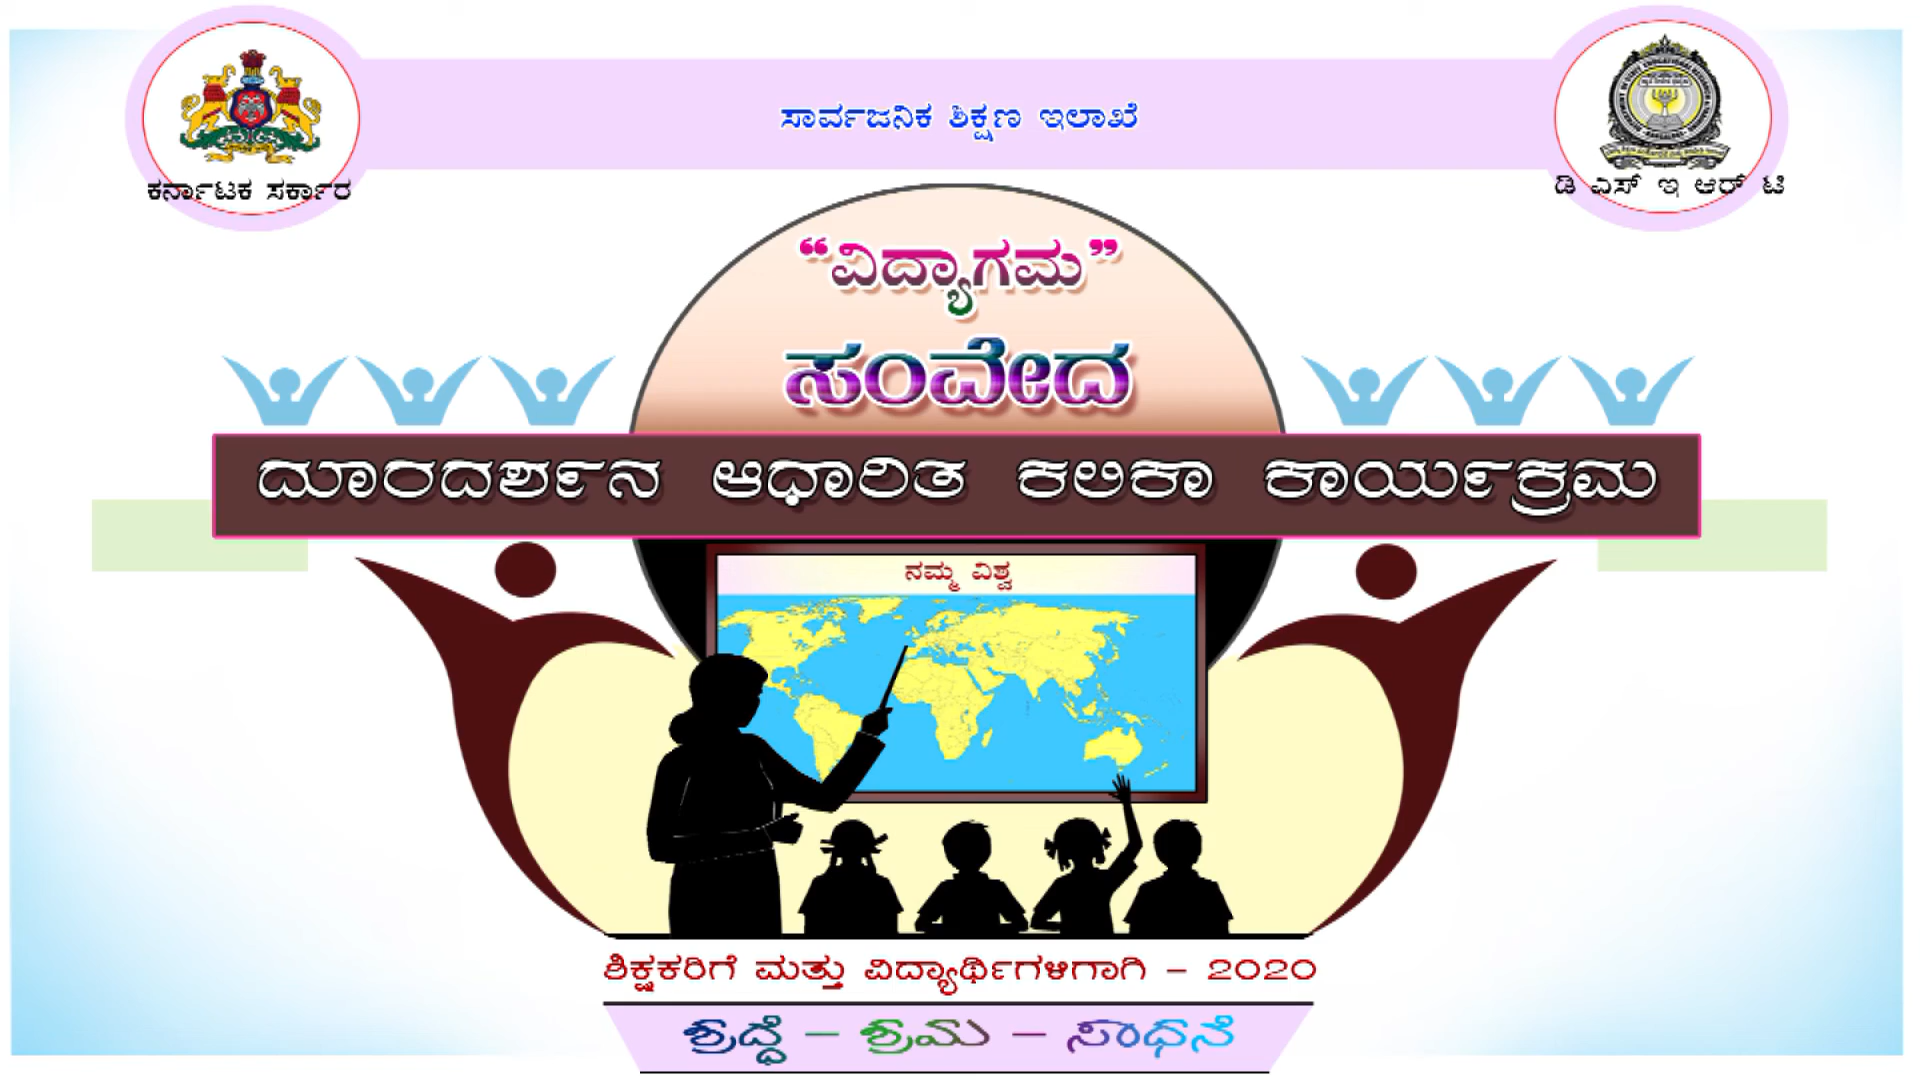 ಸಾರ್ವಜನಿಕ ಶಿಕ್ಷಣ ಇಲಾಖೆ
ಕರ್ನಾಟಕ ಸರ್ಕಾರ
ಡಿ ಎಸ್ ಇ ಆರ್ ಟಿ
“ವಿದ್ಯಾಗಮ”
ಸಂವೇದ
ದೂರದರ್ಶನ ಆಧಾರಿತ ಕಲಿಕಾ ಕಾರ್ಯಕ್ರಮ
ನಮ್ಮ ವಿಶ್ವ
ಶಿಕ್ಷಕರಿಗೆ ಮತ್ತು ವಿದ್ಯಾರ್ಥಿಗಳಿಗಾಗಿ – 2020
ಶ್ರದ್ಧೆ – ಶ್ರಮ – ಸಾಧನೆ